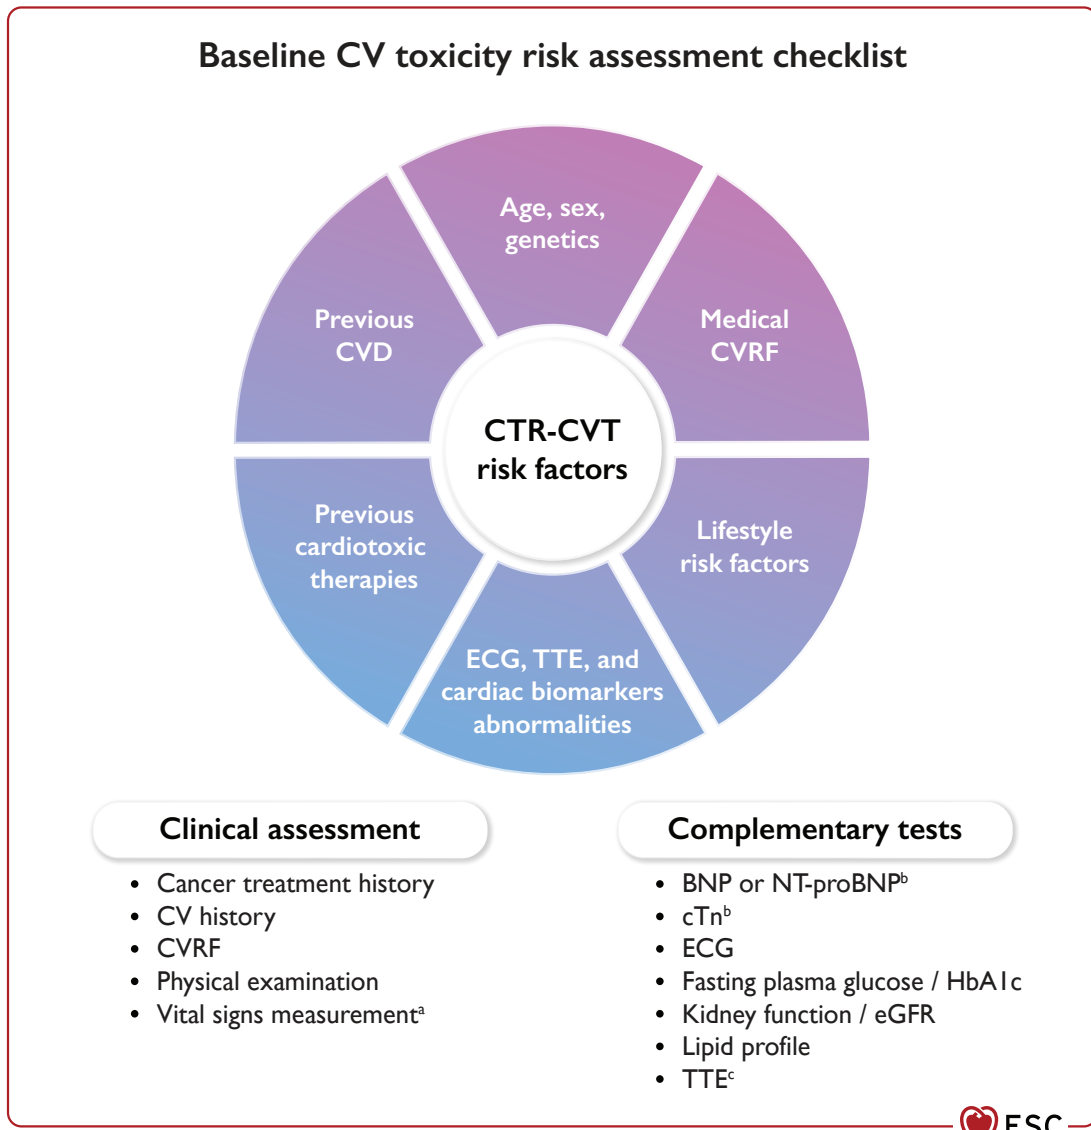 Baseline CV toxicity risk assessment checklist
Age, sex,
genetics
Medical
CVRF
Lifestyle
risk factors
ECG, TTE, and
cardiac biomarkers
abnormalities
Previous
cardiotoxic
therapies
Previous
CVD
CTR-CVT
risk factors
Clinical assessment
• Cancer treatment history
• CV history
• CVRF
• Physical examination
• Vital signs measurementᵃ
Complementary tests
• BNP or NT-proBNPᵇ
• cTnᵇ
• ECG
• Fasting plasma glucose / HbA1c
• Kidney function / eGFR
• Lipid profile
• TTEᶜ
ESC